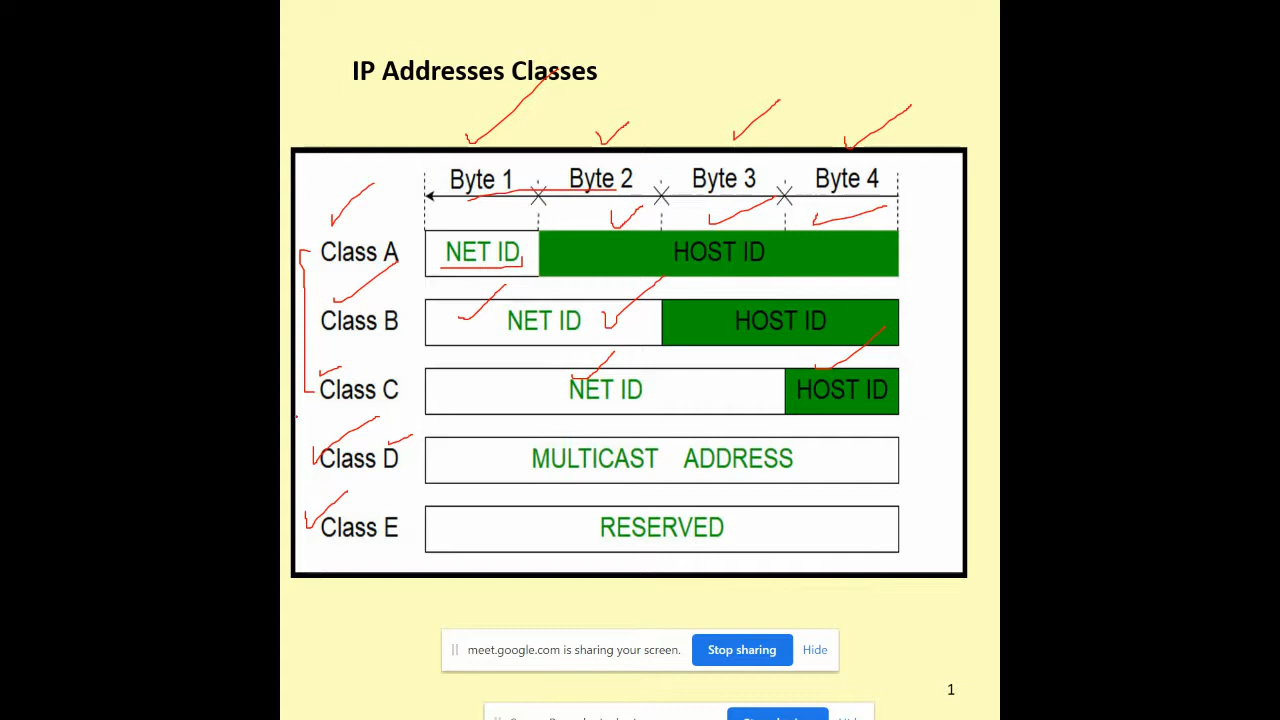 IP Addresses Classes
Byte 1 Byte 2 Byte 3 Byte 4
Class A NET ID HOST ID
Class B NET ID HOST ID
Class C NET ID HOST ID
Class D MULTICAST ADDRESS
Class E RESERVED
meet.google.com is sharing your screen. Stop sharing Hide
1